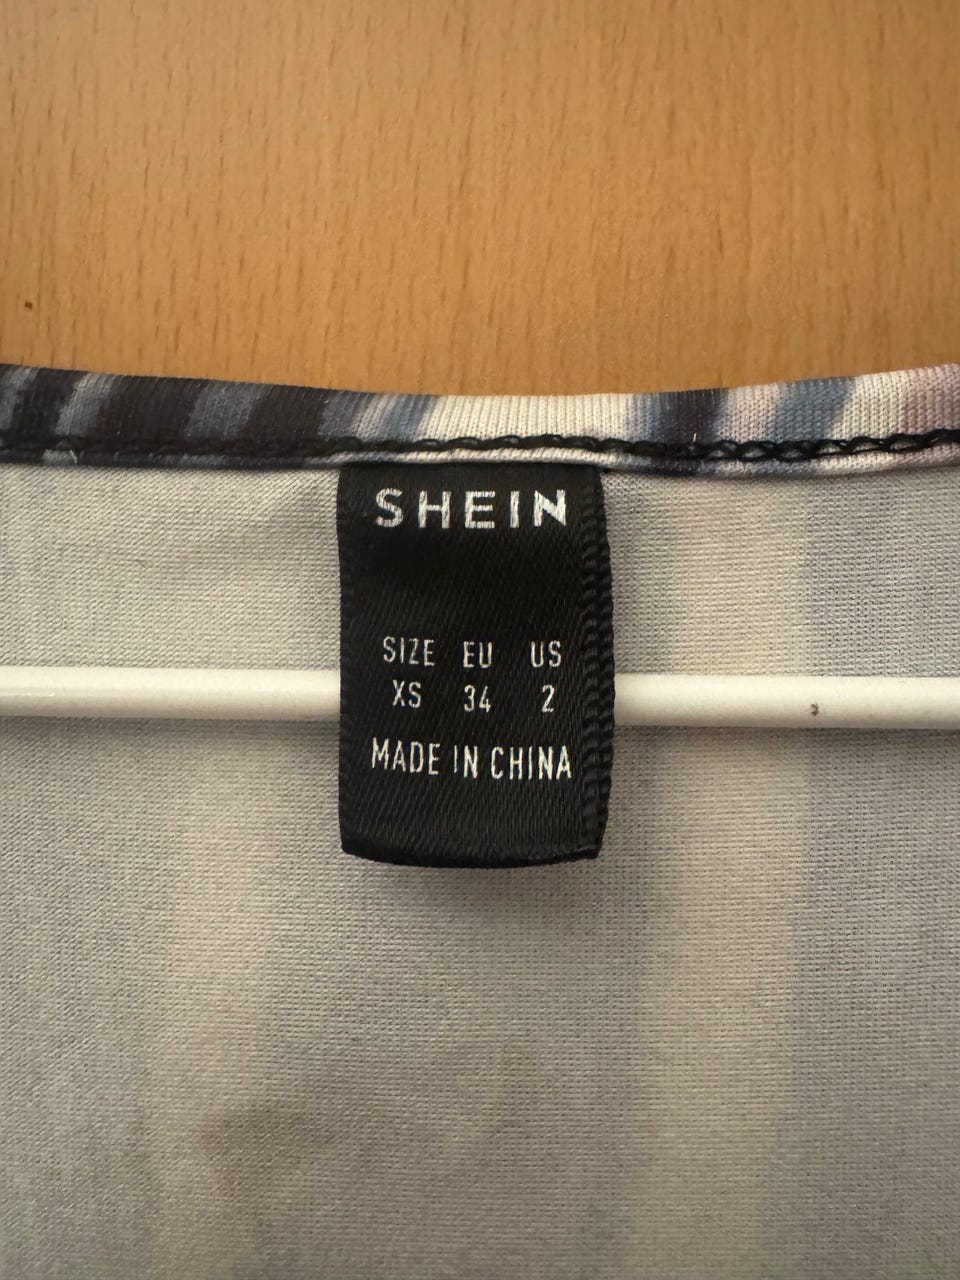 SHEIN
SIZE EU US
XS 34 2
MADE IN CHINA